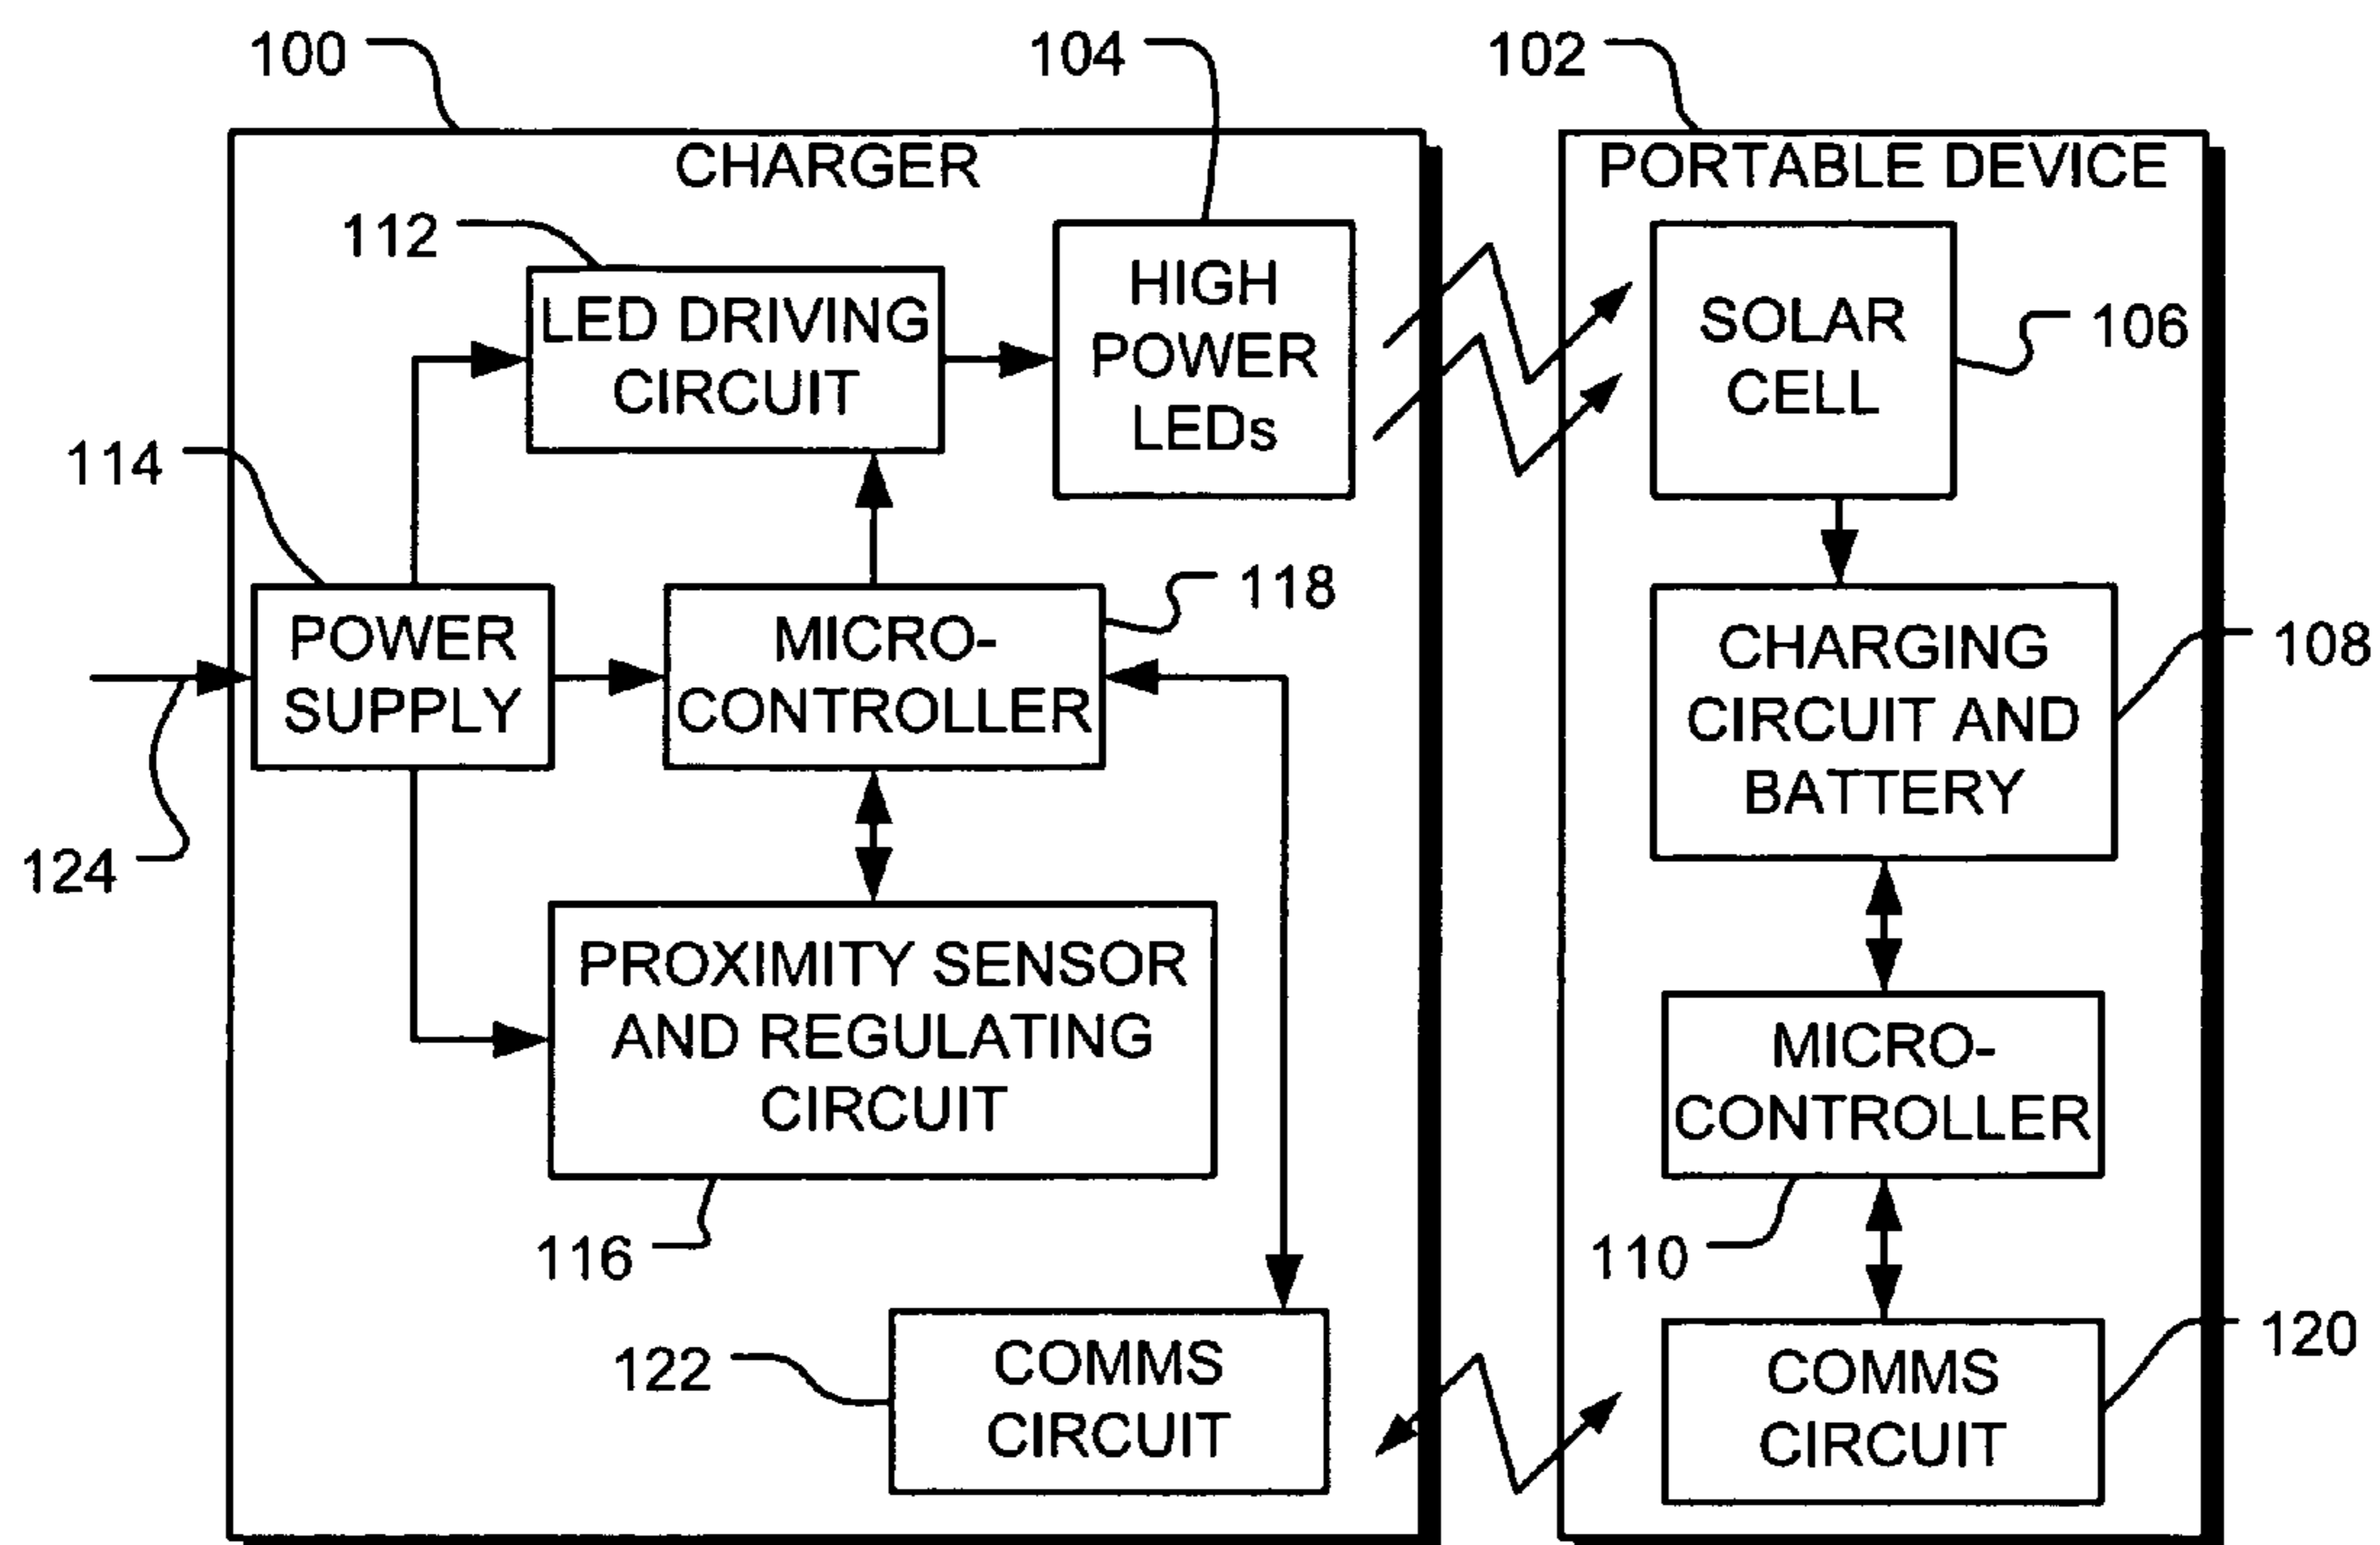 100
104
102
CHARGER
PORTABLE DEVICE
112
LED DRIVING
CIRCUIT
HIGH
POWER
LEDs
SOLAR
CELL
106
114
POWER
SUPPLY
MICRO-
CONTROLLER
118
CHARGING
CIRCUIT AND
BATTERY
108
124
PROXIMITY SENSOR
AND REGULATING
CIRCUIT
116
MICRO-
CONTROLLER
110
122
COMMS
CIRCUIT
COMMS
CIRCUIT
120